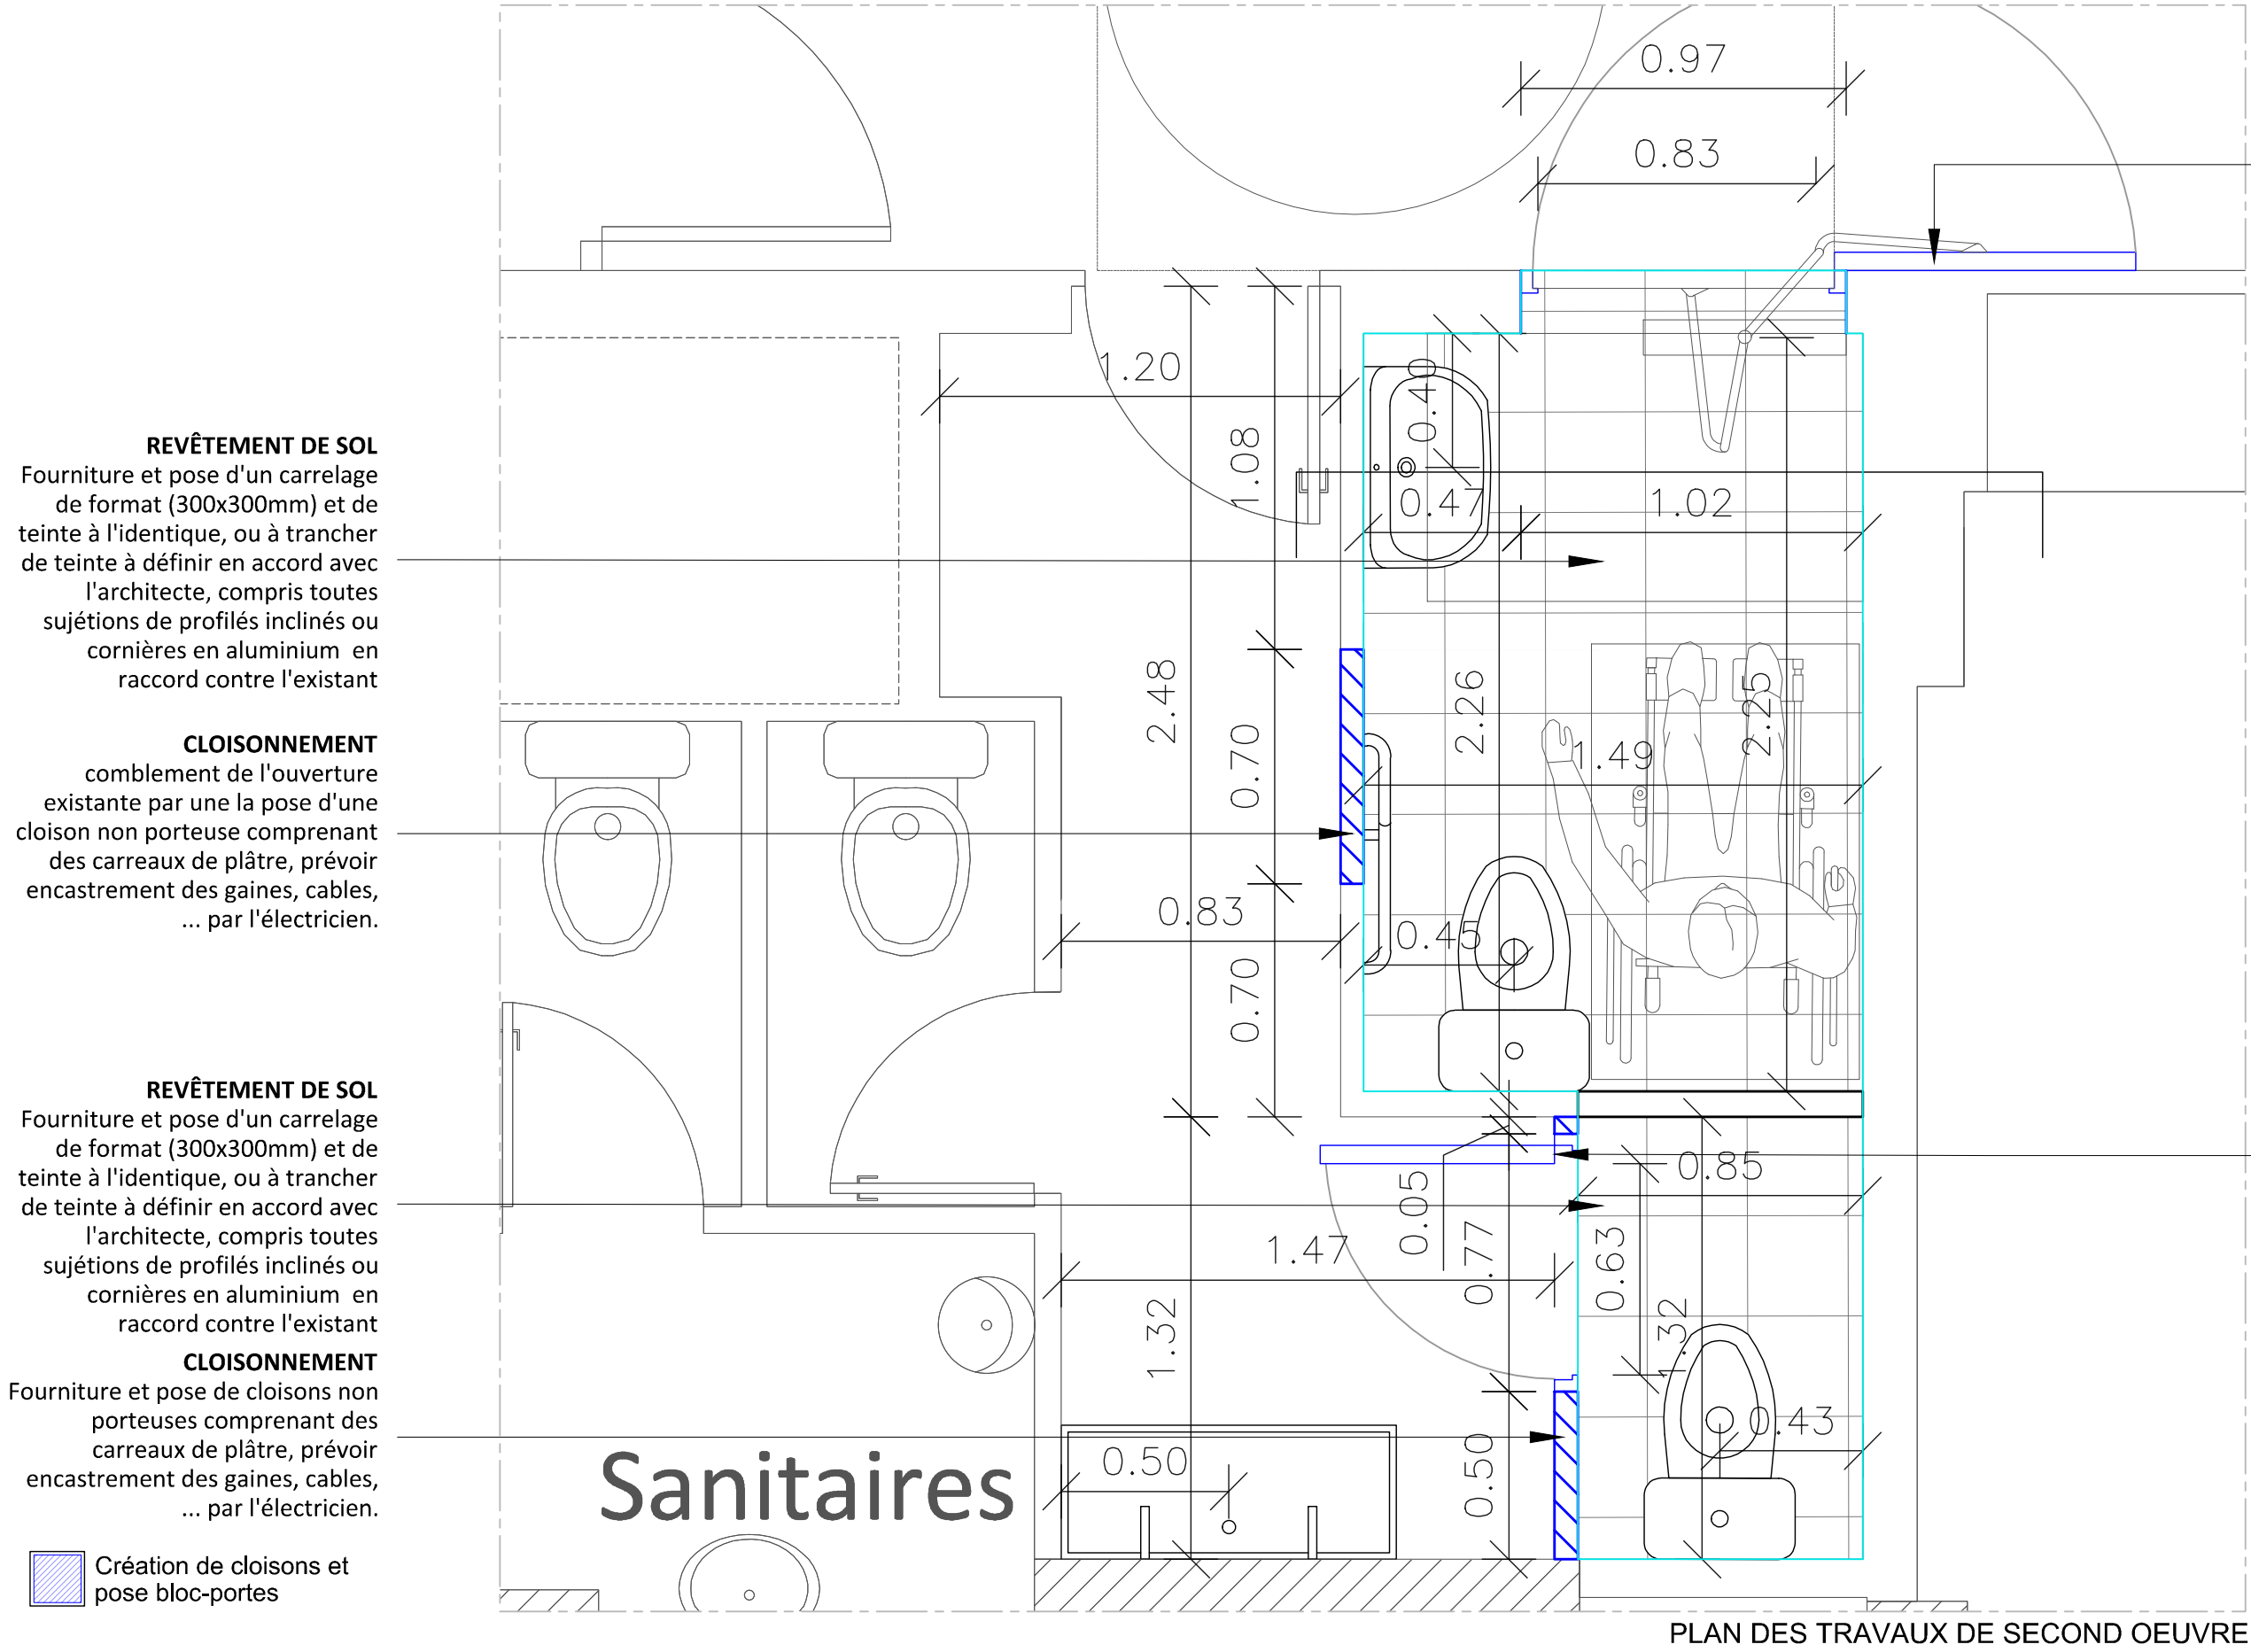 0.97
0.83
1.20
0.40
1.08
0.47
1.02
REVÊTEMENT DE SOL
Fourniture et pose d'un carrelage
de format (300x300mm) et de
teinte à l'identique, ou à trancher
de teinte à définir en accord avec
l'architecte, compris toutes
sujétions de profilés inclinés ou
cornières en aluminium en
raccord contre l'existant
2.48
2.26
2.25
1.49
0.70
CLOISONNEMENT
comblement de l'ouverture
existante par une la pose d'une
cloison non porteuse comprenant
des carreaux de plâtre, prévoir
encastrement des gaines, cables,
... par l'électricien.
0.83
0.45
0.70
REVÊTEMENT DE SOL
Fourniture et pose d'un carrelage
de format (300x300mm) et de
teinte à l'identique, ou à trancher
de teinte à définir en accord avec
l'architecte, compris toutes
sujétions de profilés inclinés ou
cornières en aluminium en
raccord contre l'existant
0.85
0.05
0.77
0.63
1.47
1.32
1.32
CLOISONNEMENT
Fourniture et pose de cloisons non
porteuses comprenant des
carreaux de plâtre, prévoir
encastrement des gaines, cables,
... par l'électricien.
0.43
0.50
0.50
Sanitaires
Création de cloisons et
pose bloc-portes
PLAN DES TRAVAUX DE SECOND OEUVRE